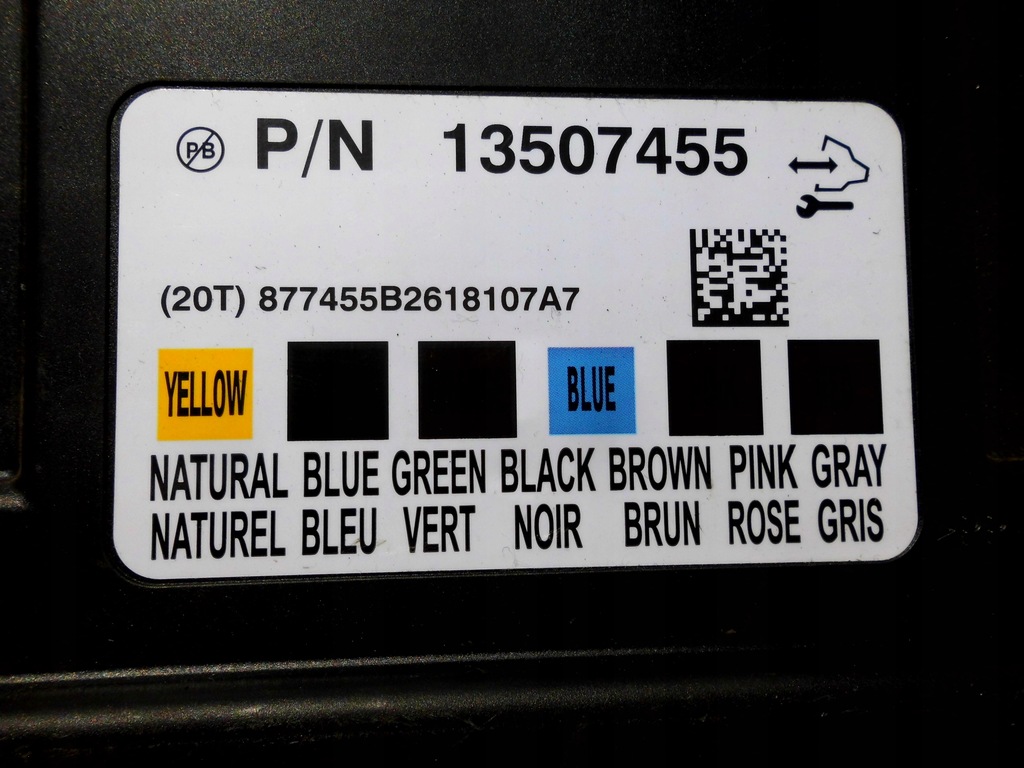 PB P/N 13507455
(20T) 877455B2618107A7
YELLOW BLUE
NATURAL BLUE GREEN BLACK BROWN PINK GRAY
NATUREL BLEU VERT NOIR BRUN ROSE GRIS